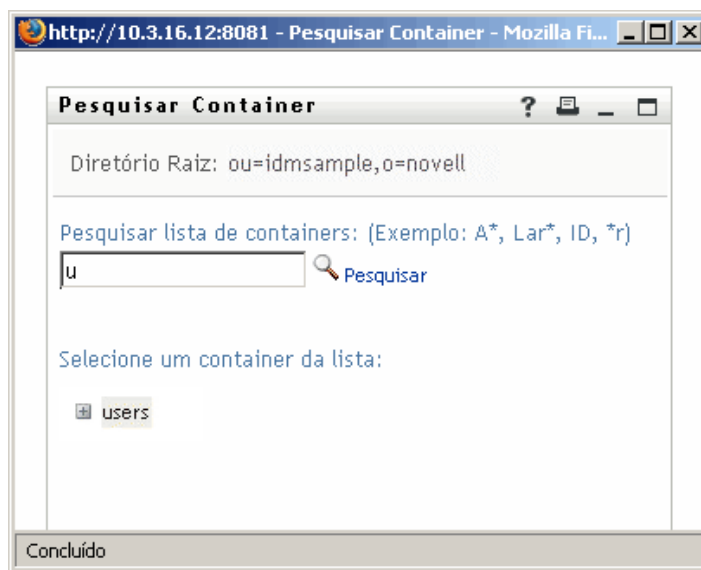 http://10.3.16.12:8081 - Pesquisar Container - Mozilla Fi...
Pesquisar Container
Diretório Raiz: ou=idmsample,o=novell
Pesquisar lista de containers: (Exemplo: A*, Lar*, ID, *r)
u Pesquisar
Selecione um container da lista:
users
Concluído